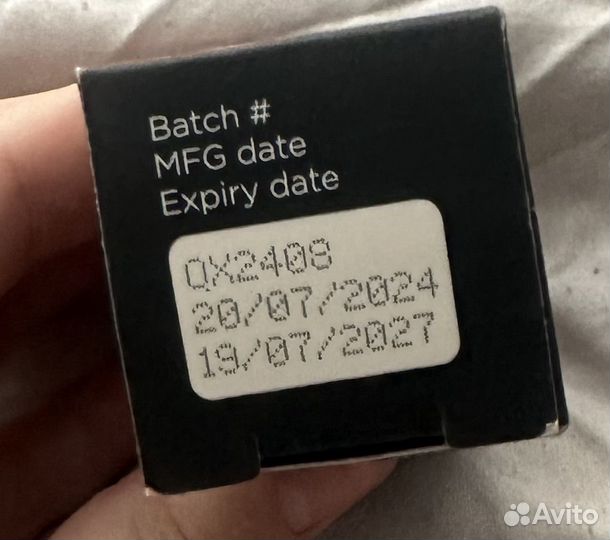 Batch #
MFG date
Expiry date
QX2408
20/07/2024
19/07/2027
Avito